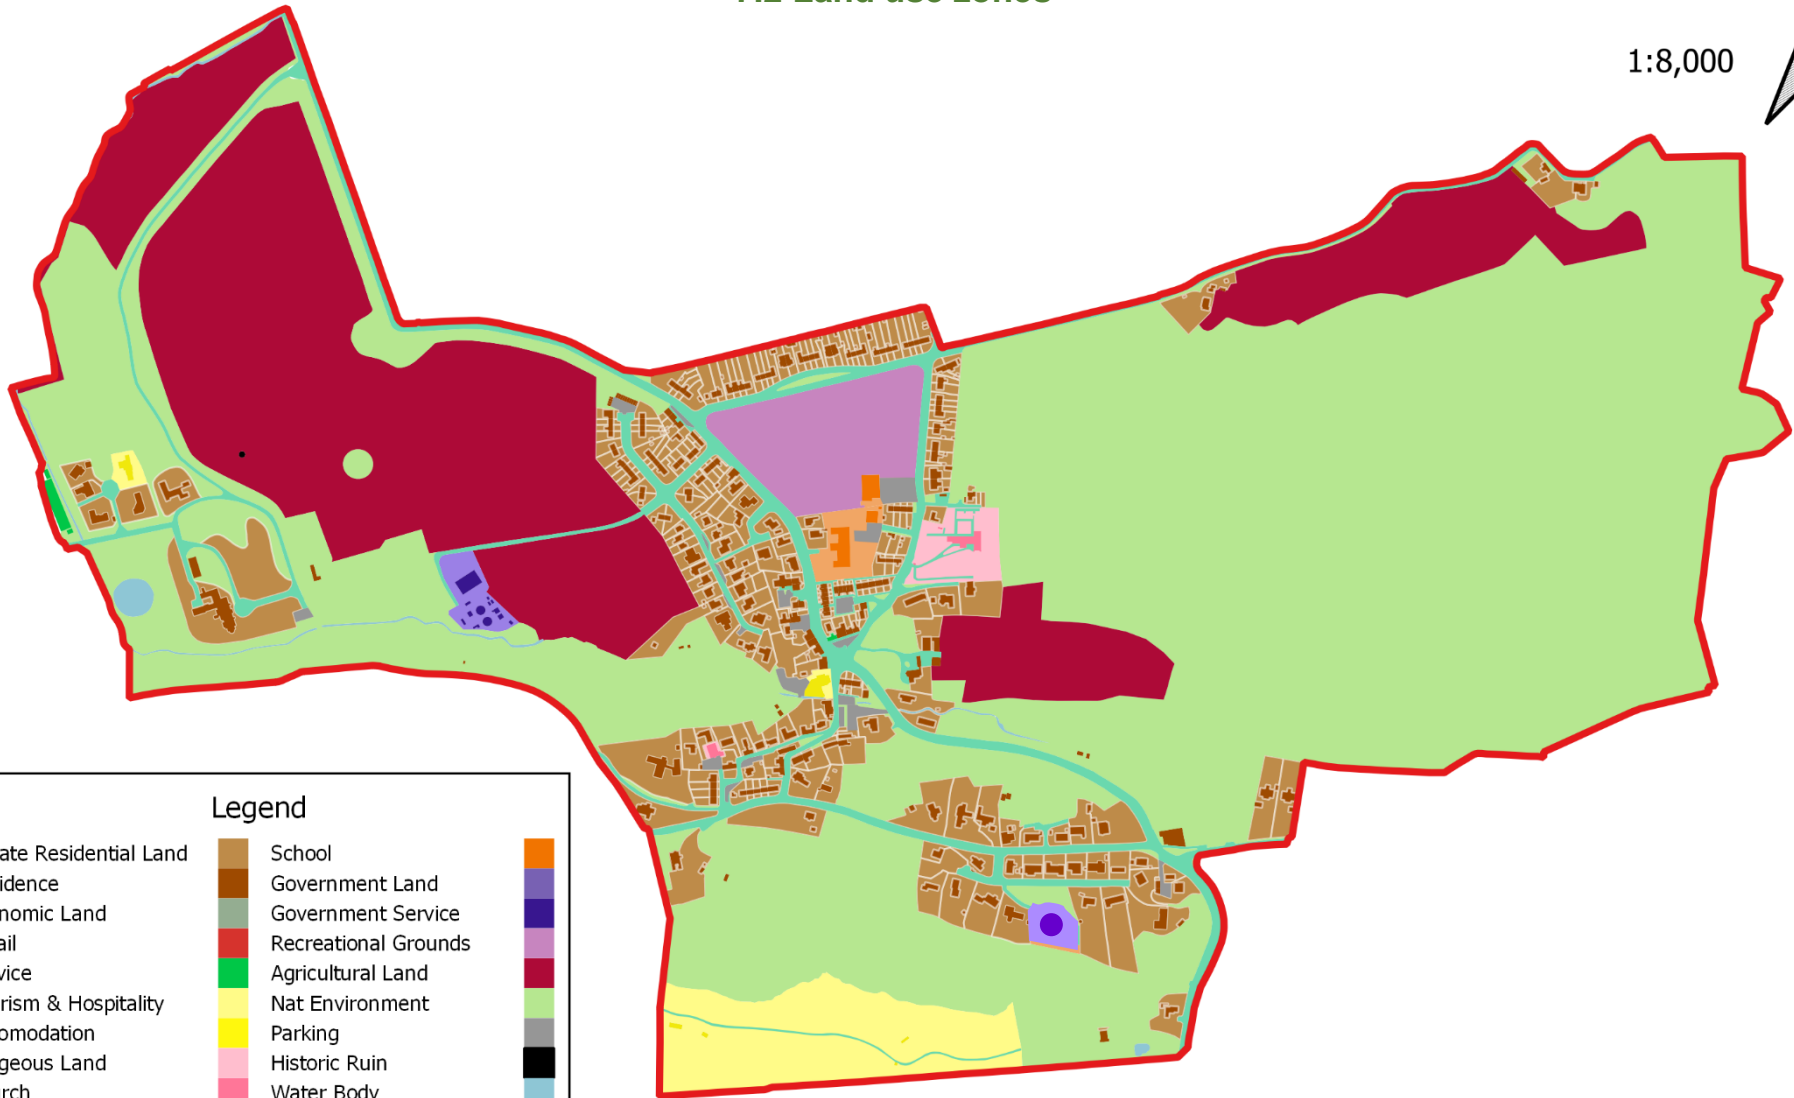 1:8,000
Legend
ate Residential Land
School
idence
Government Land
nomic Land
Government Service
ail
Recreational Grounds
vice
Agricultural Land
rism & Hospitality
Nat Environment
omodation
Parking
geous Land
Historic Ruin
urch
Water Body